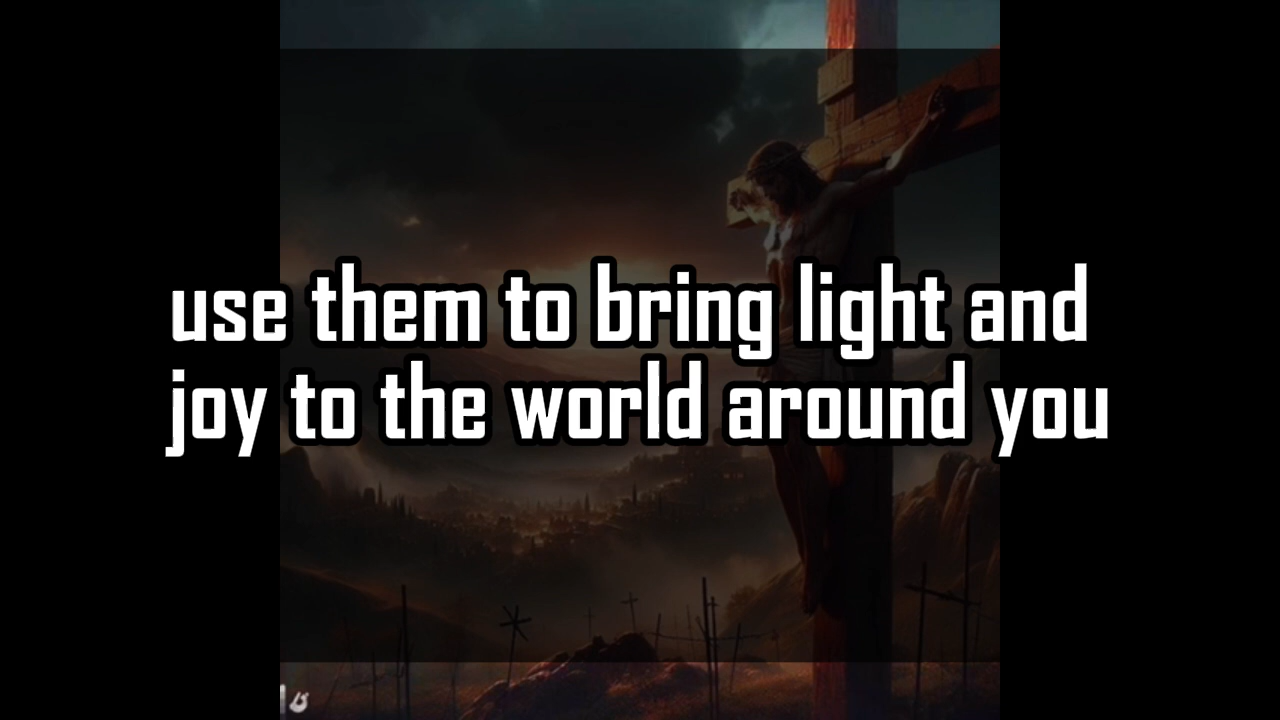 use them to bring light and
joy to the world around you